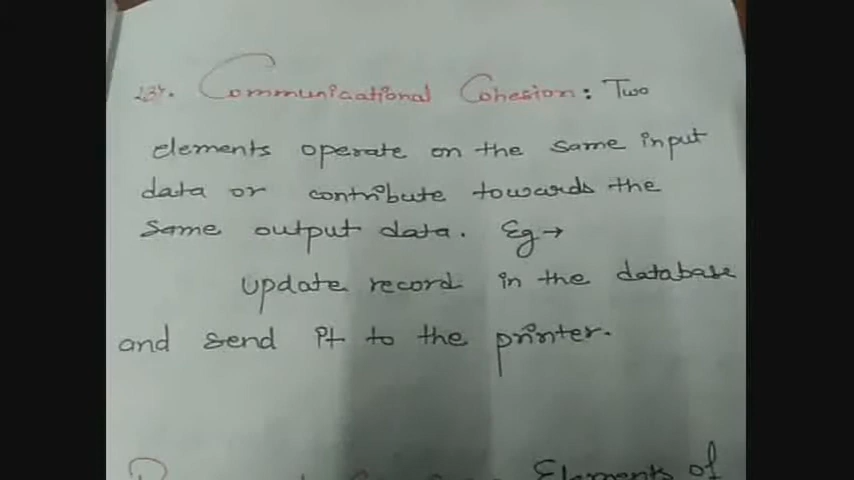 Communicational Cohesion: Two
elements operate on the same input
data or contribute towards the
same output data. Eg→
Update record in the database
and send it to the printer.
Elements of